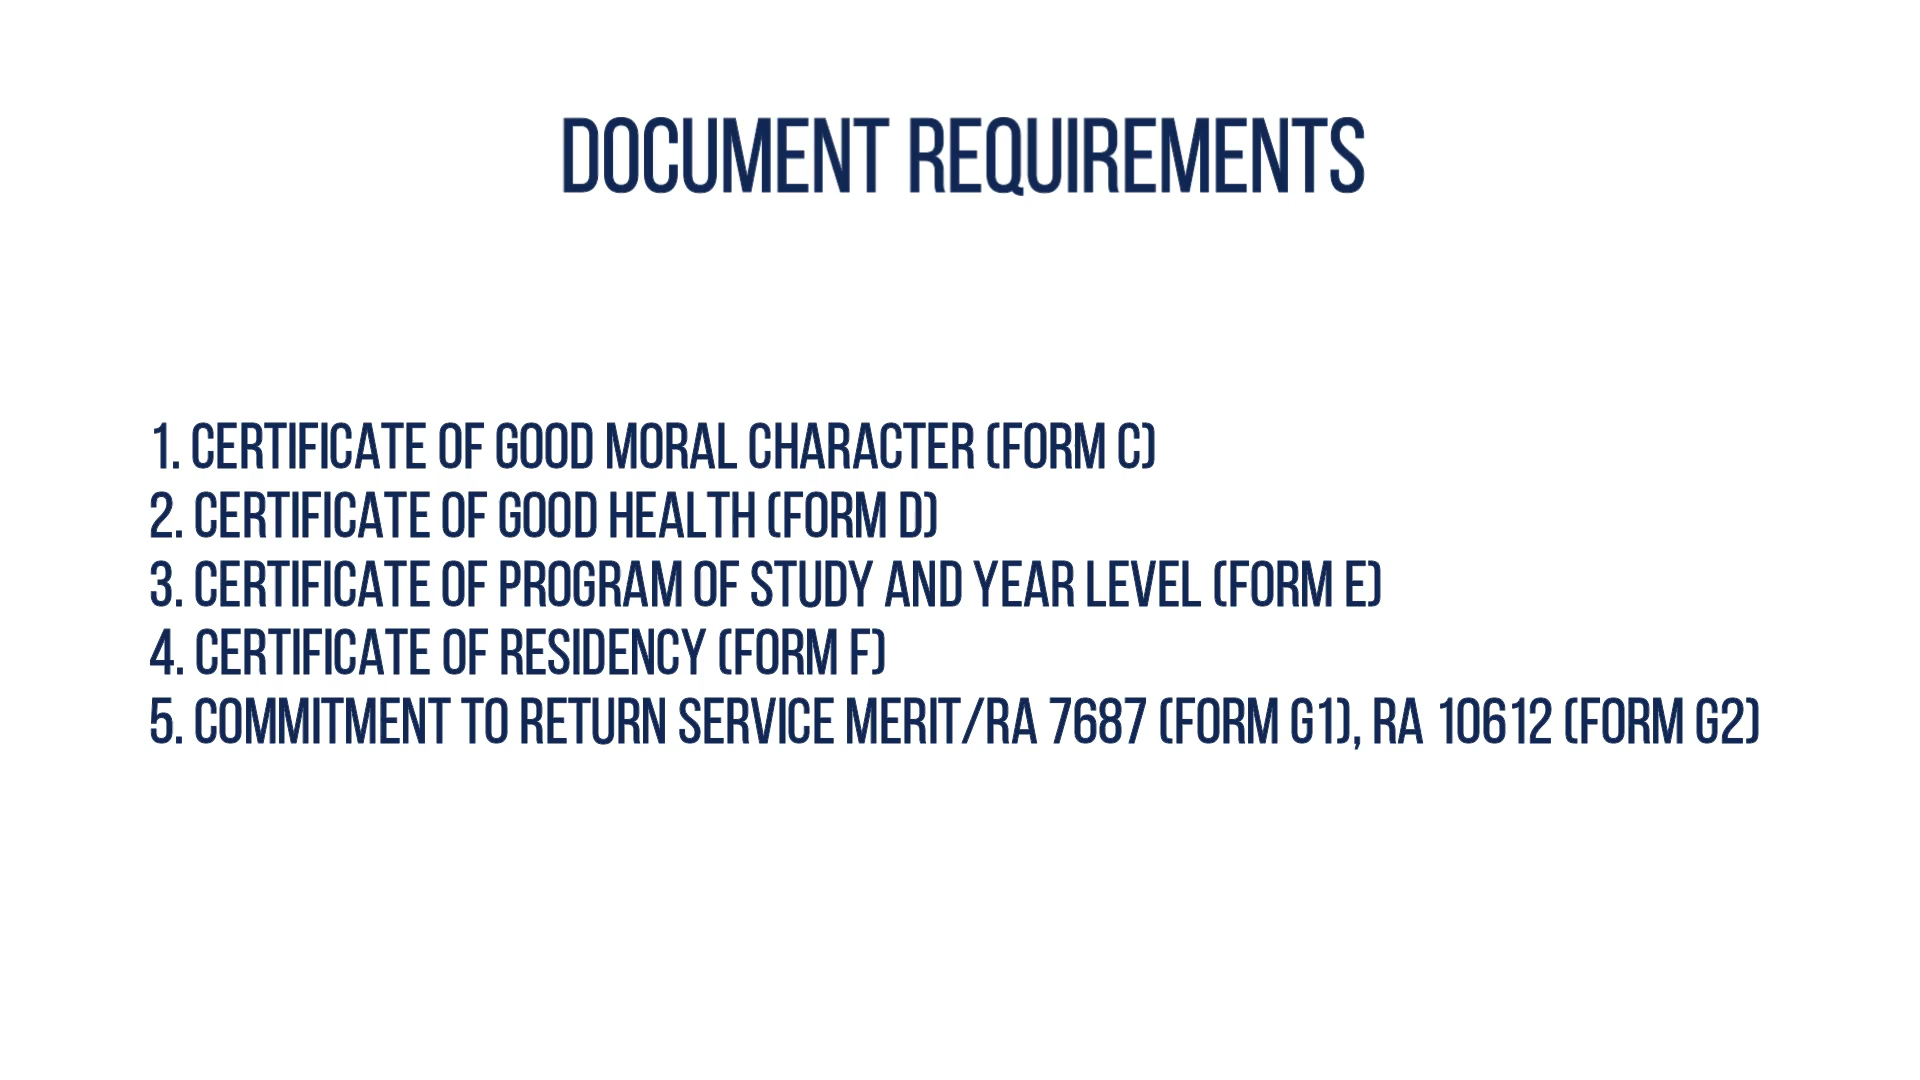 DOCUMENT REQUIREMENTS
1. CERTIFICATE OF GOOD MORAL CHARACTER (FORM C)
2. CERTIFICATE OF GOOD HEALTH (FORM D)
3. CERTIFICATE OF PROGRAM OF STUDY AND YEAR LEVEL (FORM E)
4. CERTIFICATE OF RESIDENCY (FORM F)
5. COMMITMENT TO RETURN SERVICE MERIT/RA 7687 (FORM G1), RA 10612 (FORM G2)